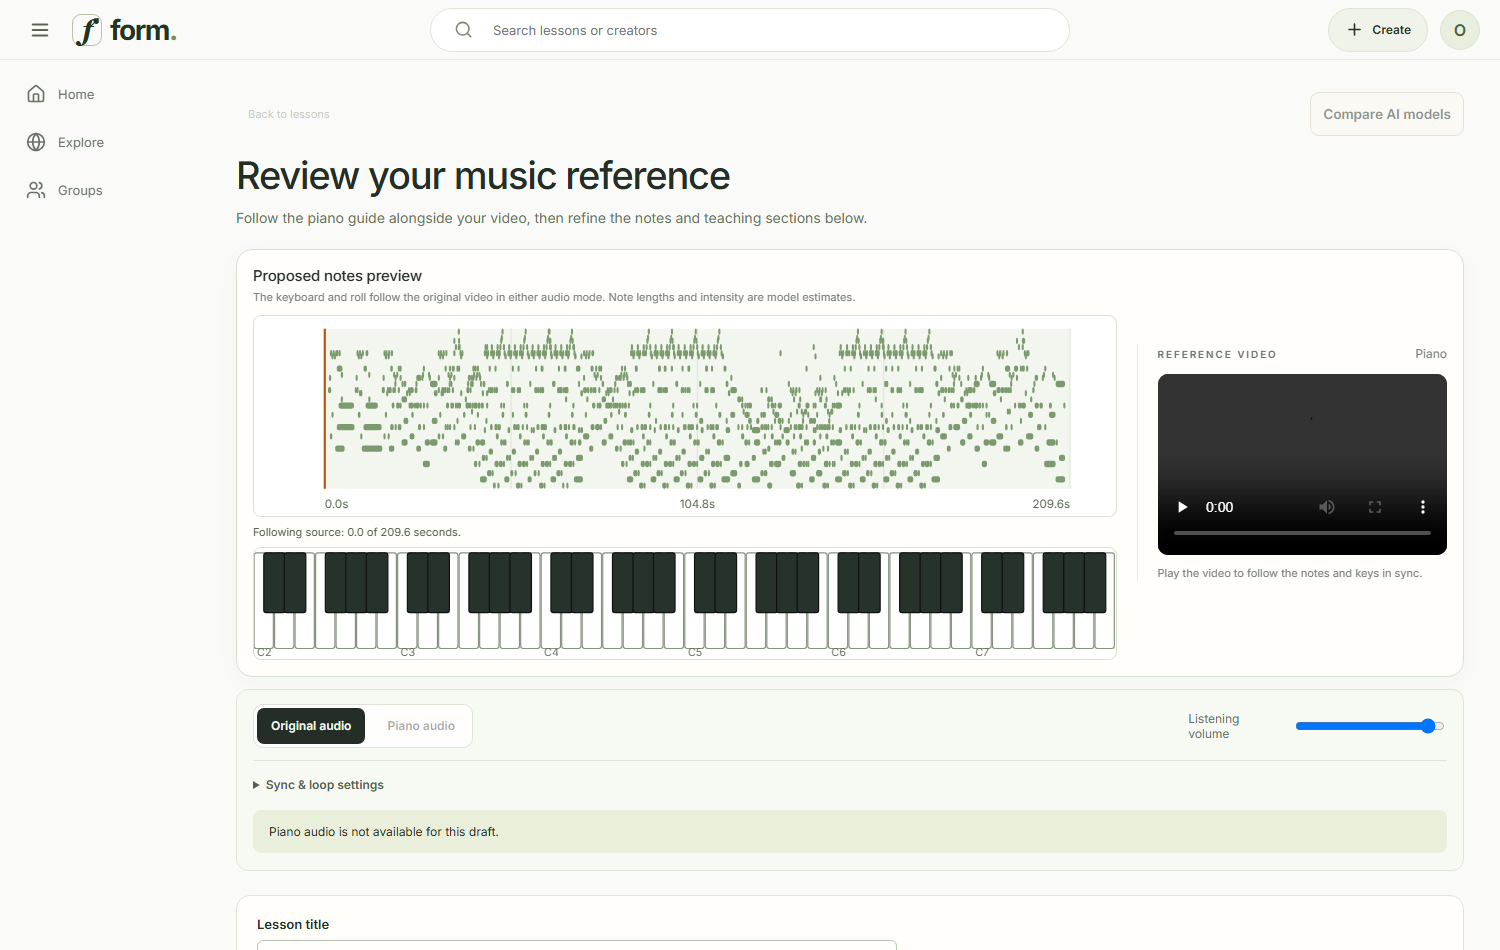 f form.
Search lessons or creators
Create
O
Home
Explore
Groups
Back to lessons
Compare AI models
Review your music reference
Follow the piano guide alongside your video, then refine the notes and teaching sections below.
Proposed notes preview
The keyboard and roll follow the original video in either audio mode. Note lengths and intensity are model estimates.
0.0s 104.8s 209.6s
Following source: 0.0 of 209.6 seconds.
C2 C3 C4 C5 C6 C7
REFERENCE VIDEO Piano
0:00
Play the video to follow the notes and keys in sync.
Original audio Piano audio
Listening
volume
Sync & loop settings
Piano audio is not available for this draft.
Lesson title